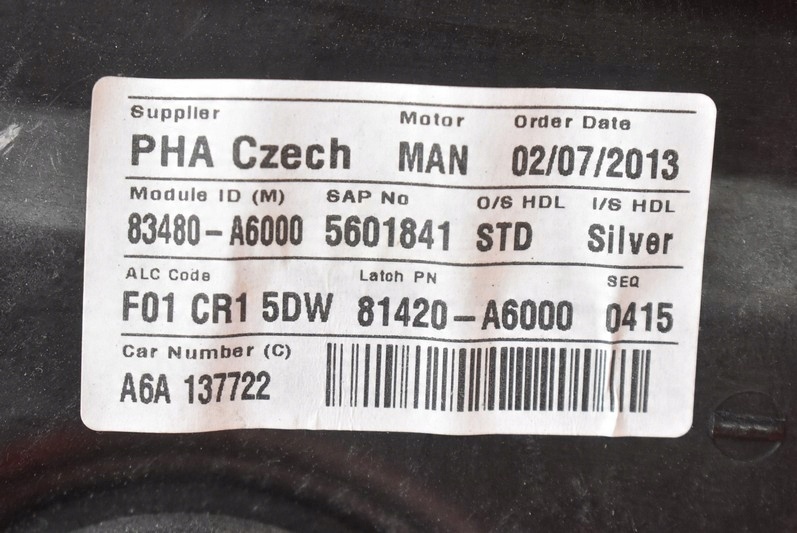 Supplier Motor Order Date
PHA Czech MAN 02/07/2013
Module ID (M) SAP No O/S HDL I/S HDL
83480-A6000 5601841 STD Silver
ALC Code Latch PN SEQ
F01 CR1 5DW 81420-A6000 0415
Car Number (C)
A6A 137722